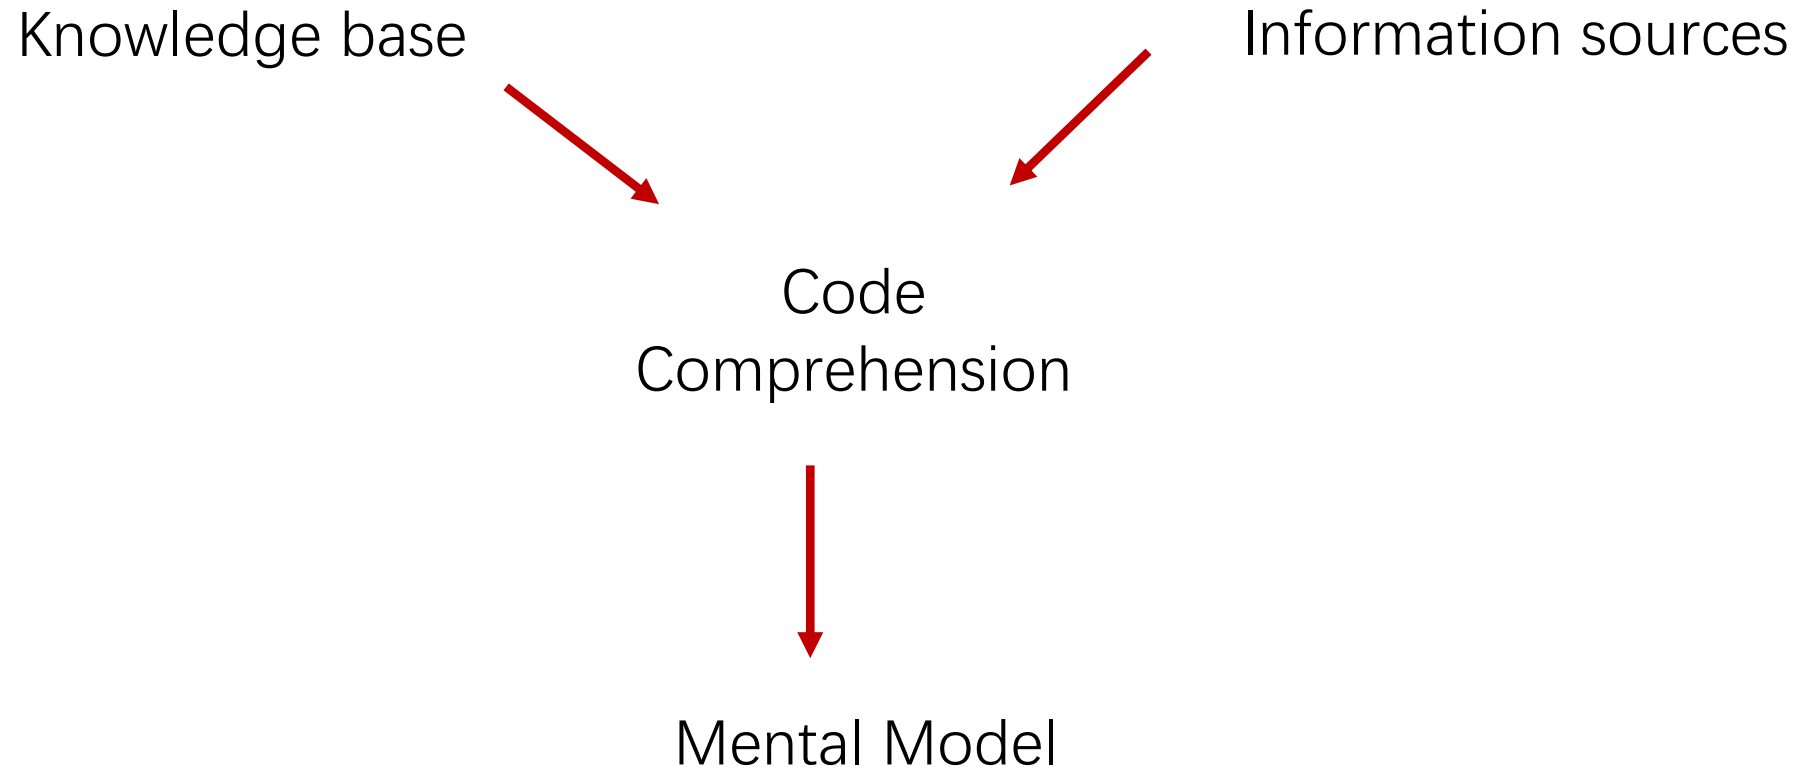 Knowledge base
Information sources
Code
Comprehension
Mental Model